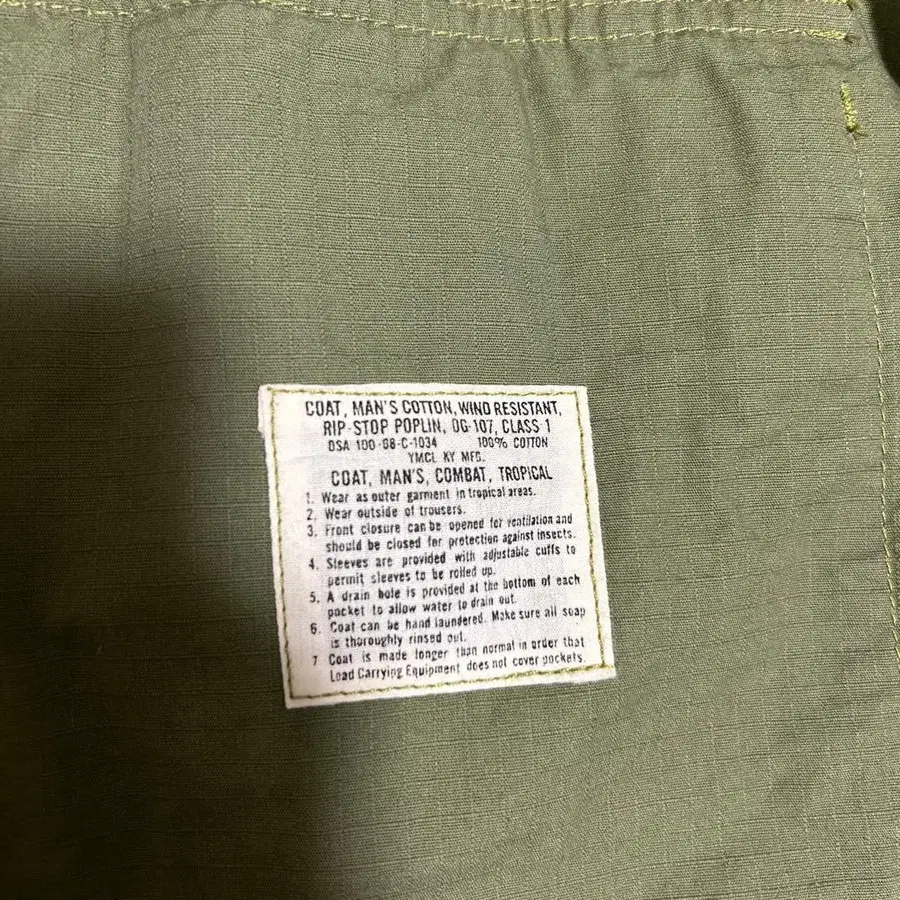 COAT, MAN'S COTTON, WIND RESISTANT,
RIP-STOP POPLIN, OG-107, CLASS 1
DSA 100-68-C-1034 100% COTTON
YMCL KY MFG.
COAT, MAN'S, COMBAT, TROPICAL
1. Wear as outer garment in tropical areas.
2. Wear outside of trousers.
3. Front closure can be opened for ventilation and
should be closed for protection against insects.
4. Sleeves are provided with adjustable cuffs to
permit sleeves to be rolled up.
5. A drain hole is provided at the bottom of each
pocket to allow water to drain out.
6. Coat can be hand laundered. Make sure all soap
is thoroughly rinsed out.
7 Coat is made longer than normal in order that
Load Carrying Equipment does not cover pockets.